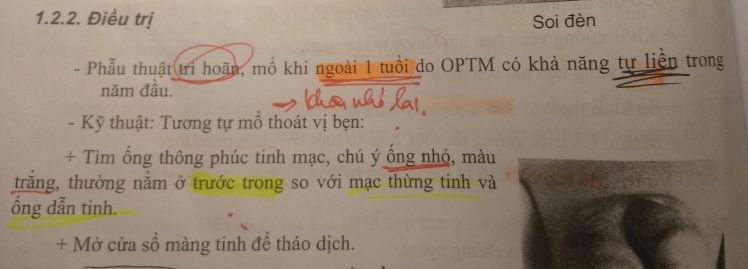 1.2.2. Điều trị
Soi đèn
- Phẫu thuật trì hoãn, mổ khi ngoài 1 tuổi do OPTM có khả năng tự liền trong
năm đầu.
→ khối nhỏ lại.
- Kỹ thuật: Tương tự mổ thoát vị bẹn:
+ Tìm ống thông phúc tinh mạc, chú ý ống nhỏ, màu
trắng, thường nằm ở trước trong so với mạc thừng tinh và
ống dẫn tinh.
+ Mở cửa sổ màng tinh để tháo dịch.